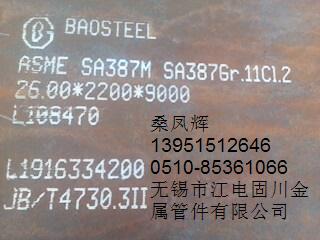 BAOSTEEL
ASME SA387M SA387Gr.11Cl.2
26.00*2200*9000
L108470
L1916334200
JB/T4730.3II
桑凤辉
13951512646
0510-85361066
无锡市江电固川金
属管件有限公司